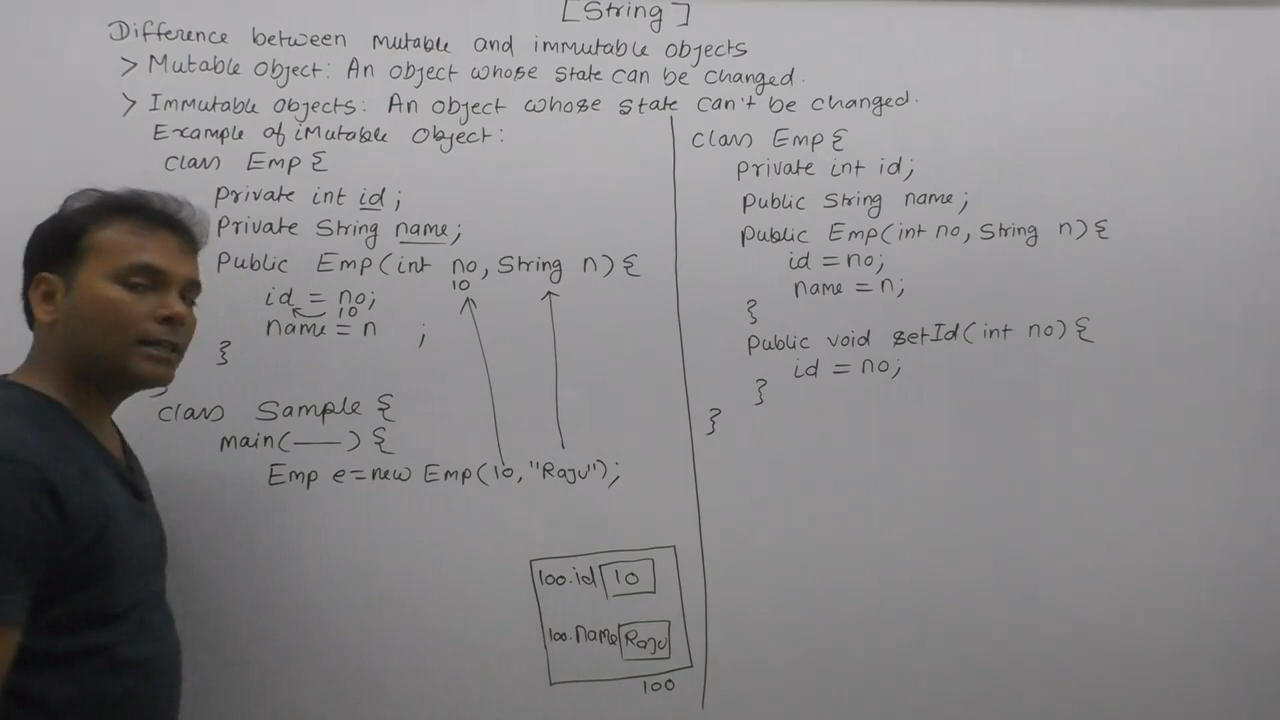 [String]
Difference between mutable and immutable objects
> Mutable object: An object whose state can be changed.
> Immutable objects: An object whose state can't be changed.
Example of iMutable object:
class Emp {
private int id;
private String name;
public Emp(int no, String n) {
10
id = no;
10
name = n ;
}
}
class Sample {
main(——) {
Emp e=new Emp(10, "Raju");
100.id 10
100.name Raju
100
class Emp {
private int id;
public String name;
public Emp(int no, String n) {
id = no;
name = n;
}
public void setId(int no) {
id = no;
}
}